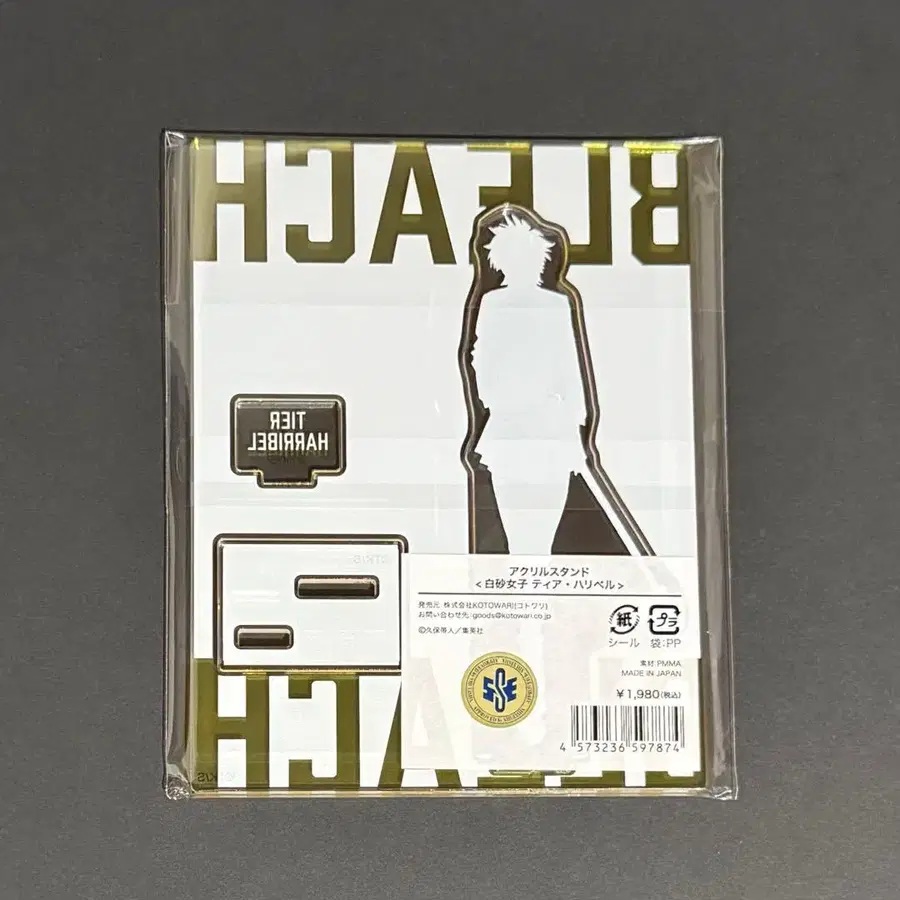 BLEACH
TIER
HARRIBEL
アクリルスタンド
<白砂女子 ティア・ハリベル>
発売元 株式会社KOTOWARI(コトワリ)
お問い合わせ先:goods@kotowari.co.jp
©久保帯人／集英社
紙
シール
プラ
袋:PP
素材:PMMA
MADE IN JAPAN
¥1,980(税込)
4 573236 597874
BLEACH